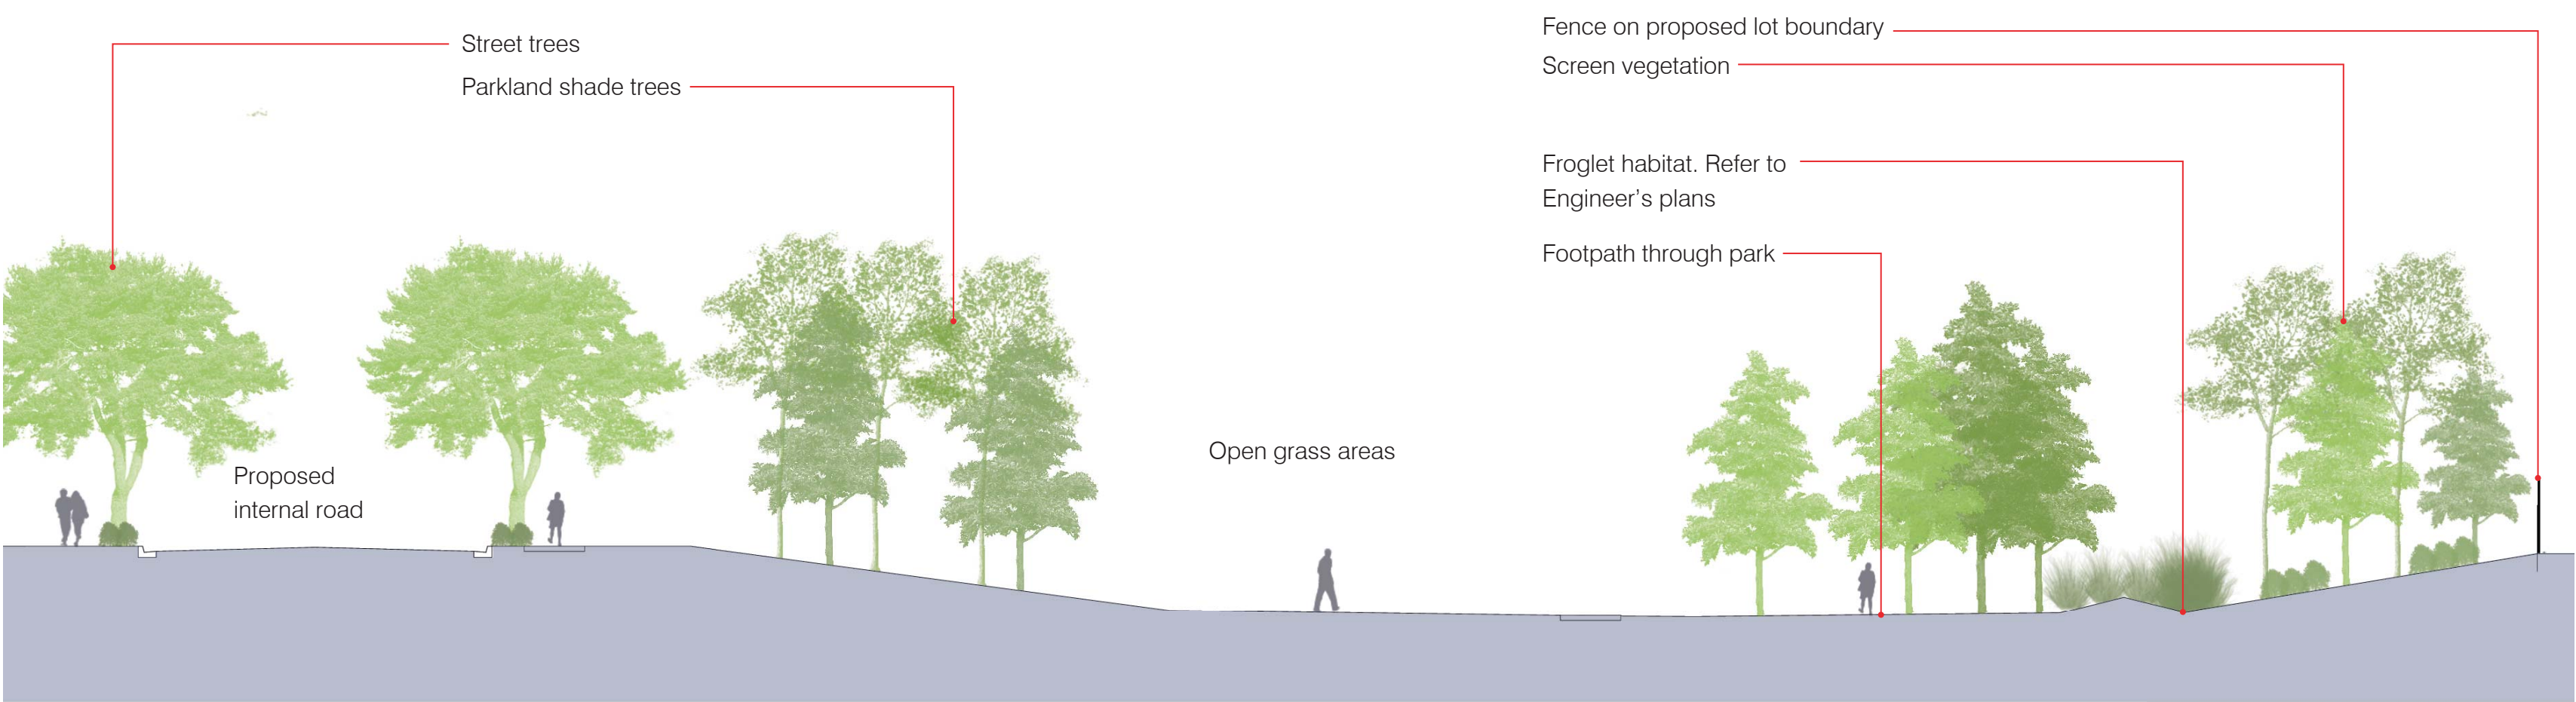 Street trees
Parkland shade trees
Fence on proposed lot boundary
Screen vegetation
Froglet habitat. Refer to
Engineer’s plans
Footpath through park
Open grass areas
Proposed
internal road